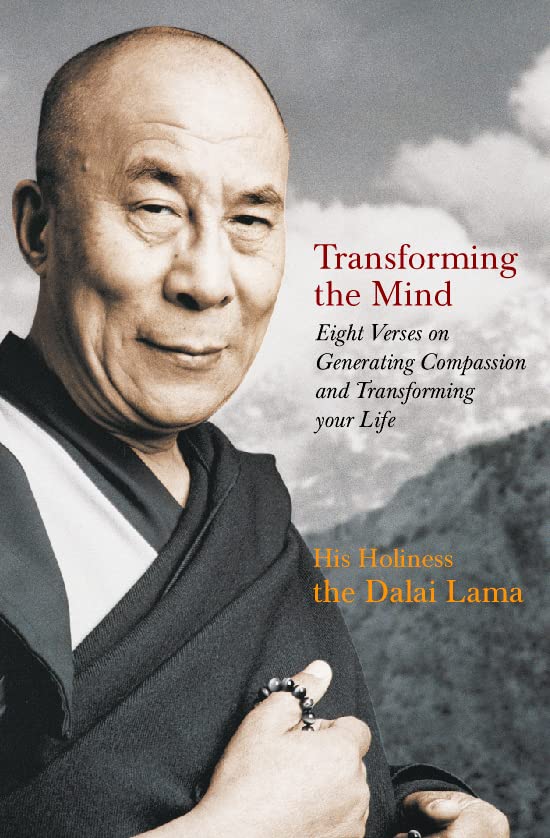 Transforming
the Mind
Eight Verses on
Generating Compassion
and Transforming
your Life
His Holiness
the Dalai Lama